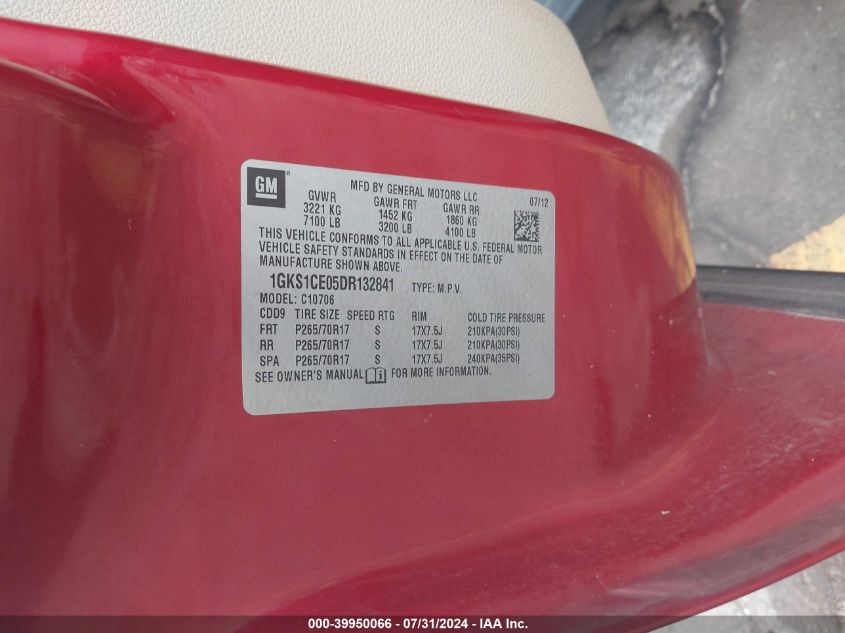 GM
MFD BY GENERAL MOTORS LLC
07/12
GVWR GAWR FRT GAWR RR
3221 KG 1452 KG 1860 KG
7100 LB 3200 LB 4100 LB
THIS VEHICLE CONFORMS TO ALL APPLICABLE U.S. FEDERAL MOTOR
VEHICLE SAFETY STANDARDS IN EFFECT ON THE DATE OF
MANUFACTURE SHOWN ABOVE.
1GKS1CE05DR132841 TYPE: M.P.V.
MODEL: C10706
CDD9 TIRE SIZE SPEED RTG RIM COLD TIRE PRESSURE
FRT P265/70R17 S 17X7.5J 210KPA(30PSI)
RR P265/70R17 S 17X7.5J 210KPA(30PSI)
SPA P265/70R17 S 17X7.5J 240KPA(35PSI)
SEE OWNER'S MANUAL FOR MORE INFORMATION.
000-39950066 / 07/31/2024 - IAA Inc.